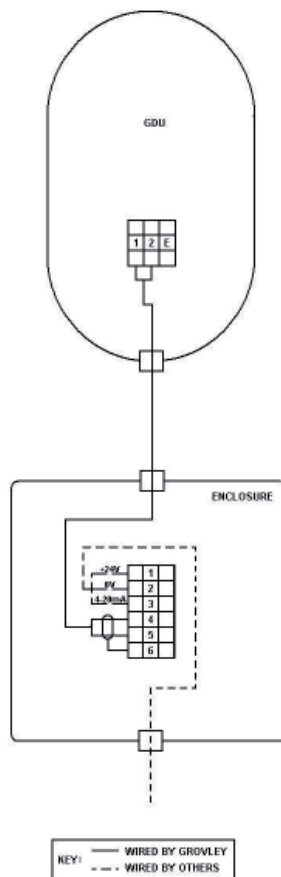 GDU
1 2 E
ENCLOSURE
+24V 1
0V 2
4-20mA 3
4
5
6
KEY: WIRED BY GROVLEY
WIRED BY OTHERS